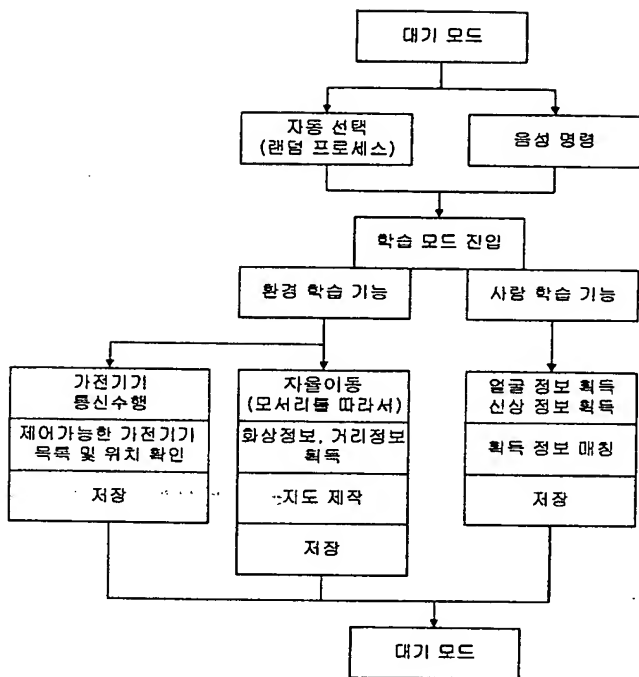 대기 모드
자동 선택
(랜덤 프로세스)
음성 명령
학습 모드 진입
환경 학습 기능
사람 학습 기능
가전기기
통신수행
제어가능한 가전기기
목록 및 위치 확인
저장
자율이동
(모서리를 따라서)
화상정보, 거리정보
획득
지도 제작
저장
얼굴 정보 획득
신상 정보 획득
획득 정보 매칭
저장
대기 모드